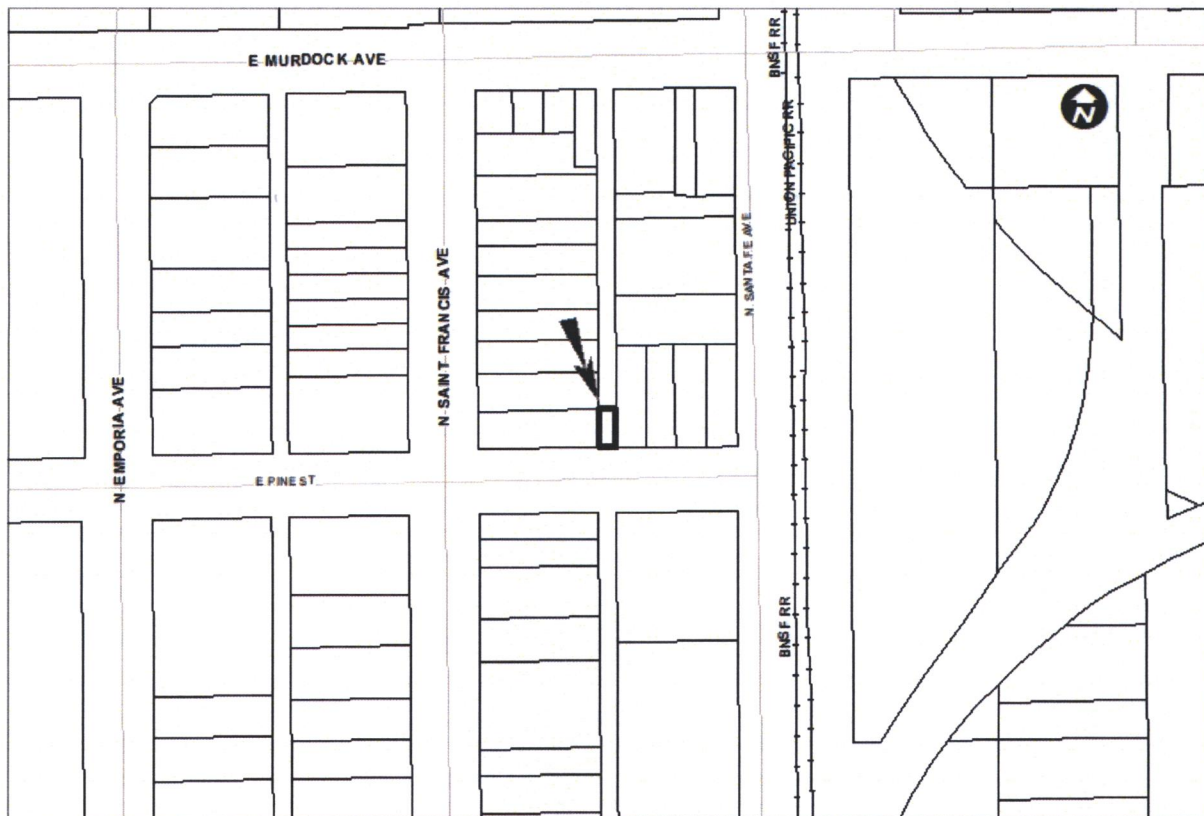 E MURDOCK AVE
BNSF RR
UNION PACIFIC RR
N
N SANTA FE AVE
N SAINT FRANCIS AVE
N EMPORIA AVE
E PINE ST
BNSF RR